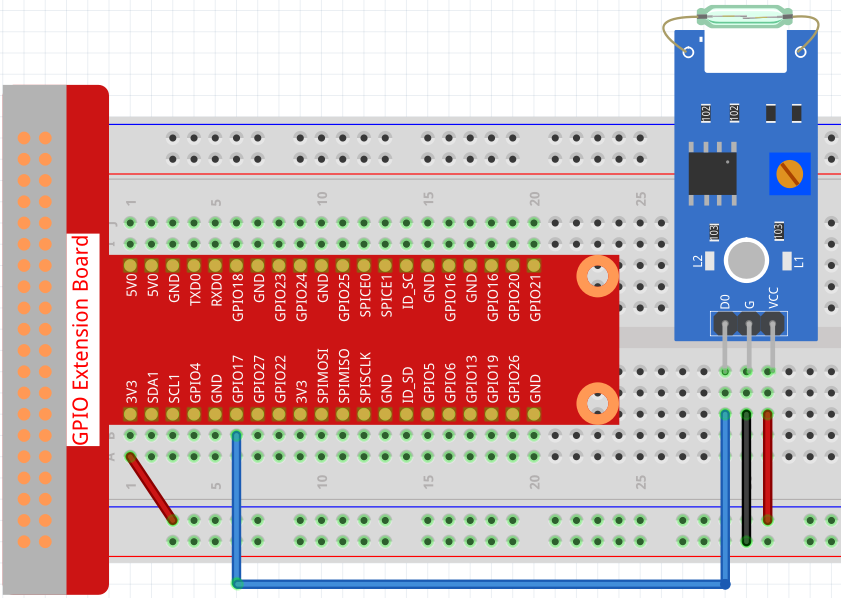 102
102
103
103
L2
L1
D0
G
VCC
1
5
10
15
20
25
J
I
5V0
5V0
GND
TXD0
RXD0
GPIO18
GND
GPIO23
GPIO24
GND
GPIO25
SPICE0
SPICE1
ID_SC
GND
GPIO16
GND
GPIO16
GPIO20
GPIO21
GPIO Extension Board
3V3
SDA1
SCL1
GPIO4
GND
GPIO17
GPIO27
GPIO22
3V3
SPIMOSI
SPIMISO
SPISCLK
GND
ID_SD
GPIO5
GPIO6
GPIO13
GPIO19
GPIO26
GND
B
A
1
5
10
15
20
25